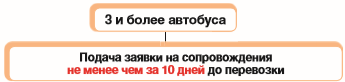 3 и более автобуса
Подача заявки на сопровождения
не менее чем за 10 дней до перевозки